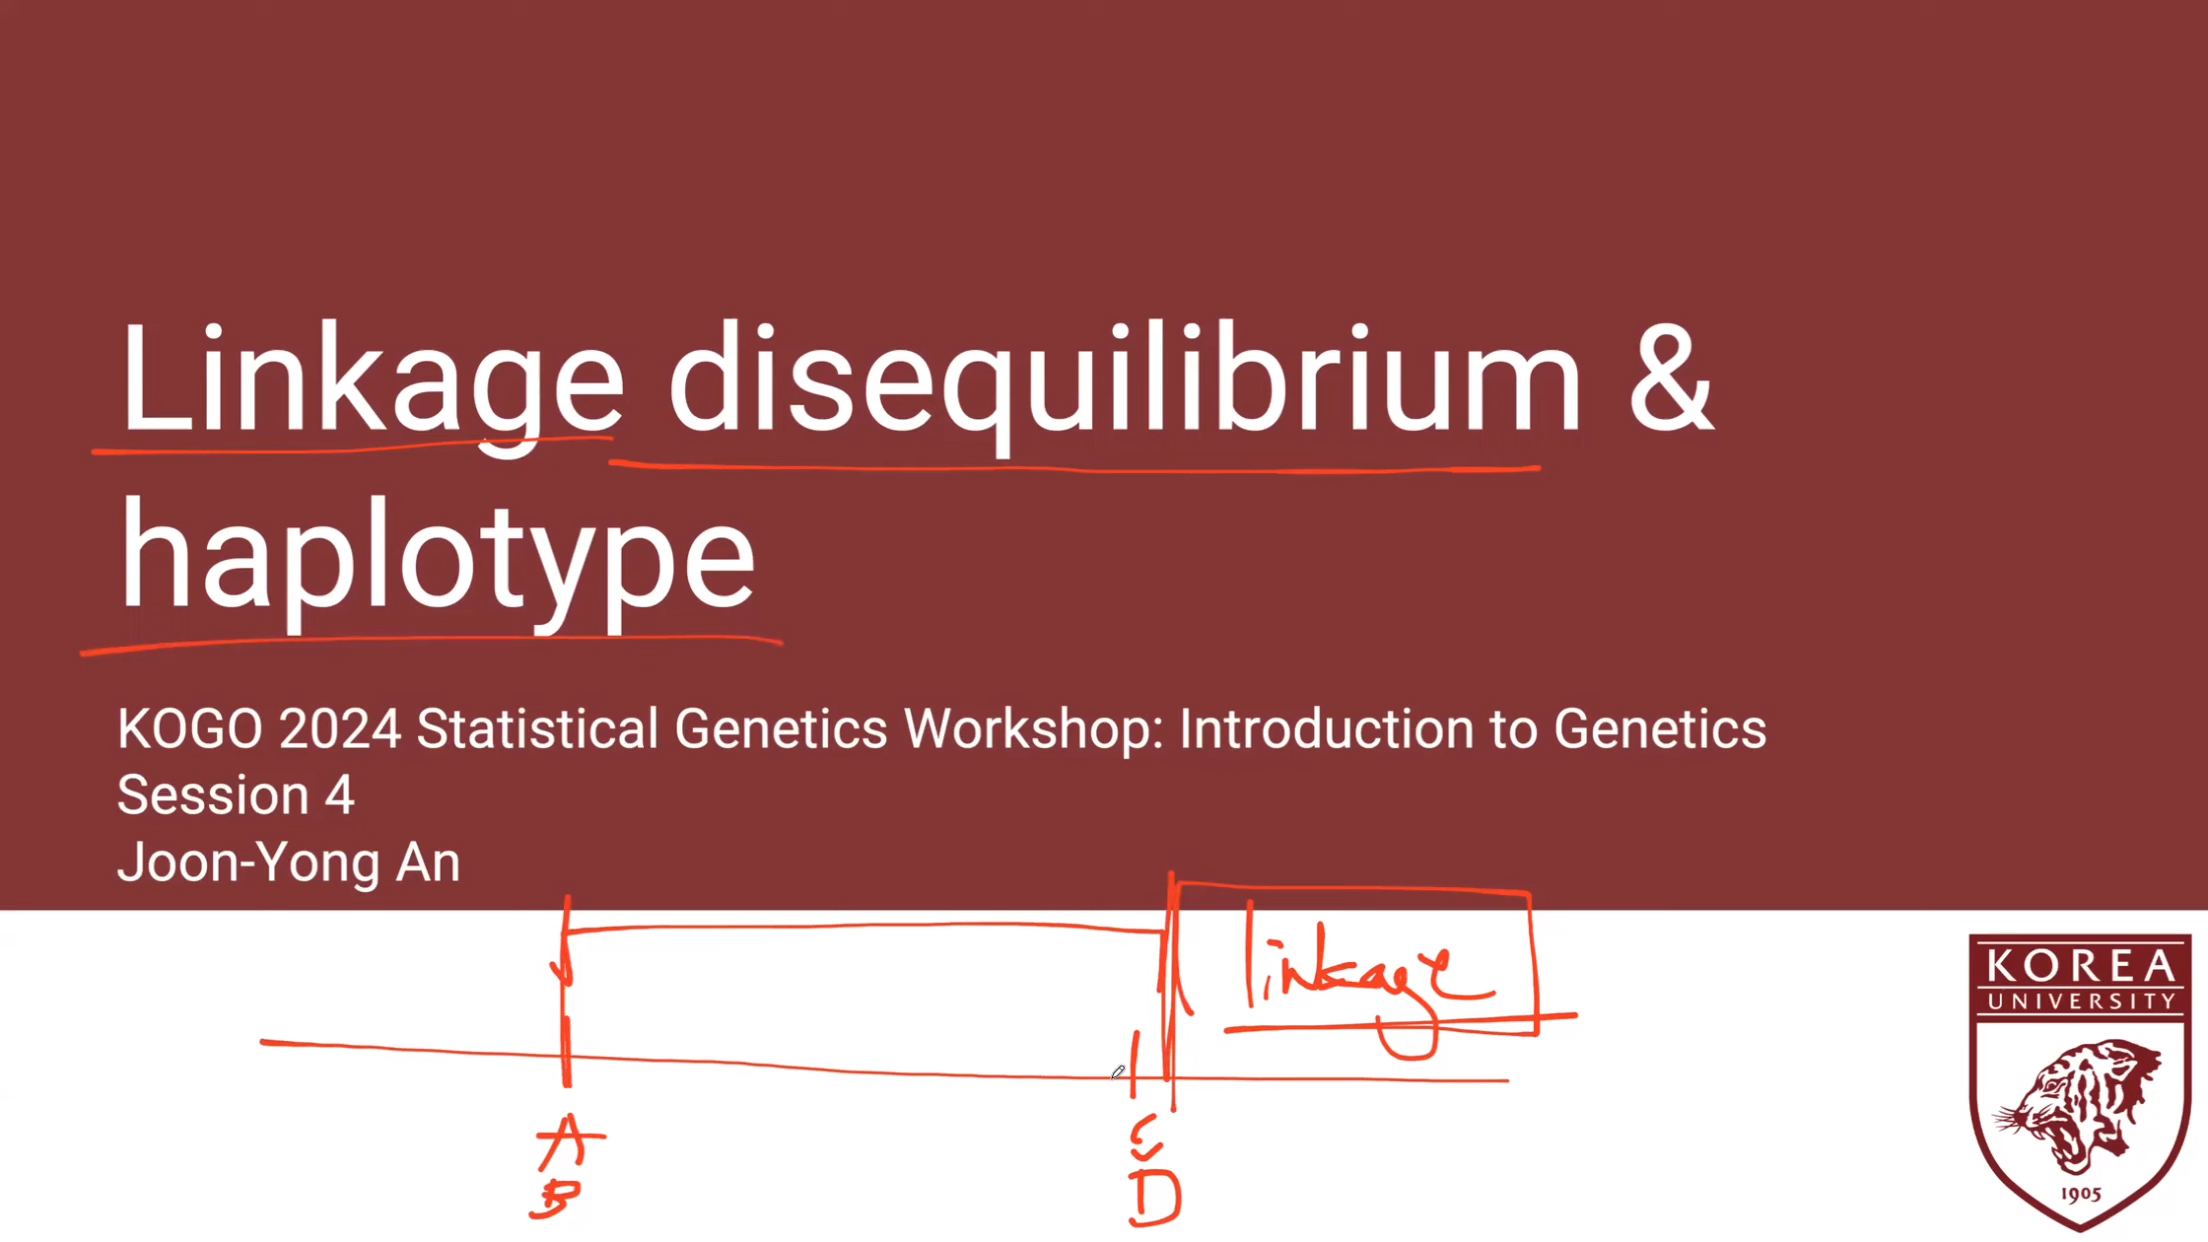 Linkage disequilibrium &
haplotype
KOGO 2024 Statistical Genetics Workshop: Introduction to Genetics
Session 4
Joon-Yong An
linkage
A
B
C
D
KOREA
UNIVERSITY
1905